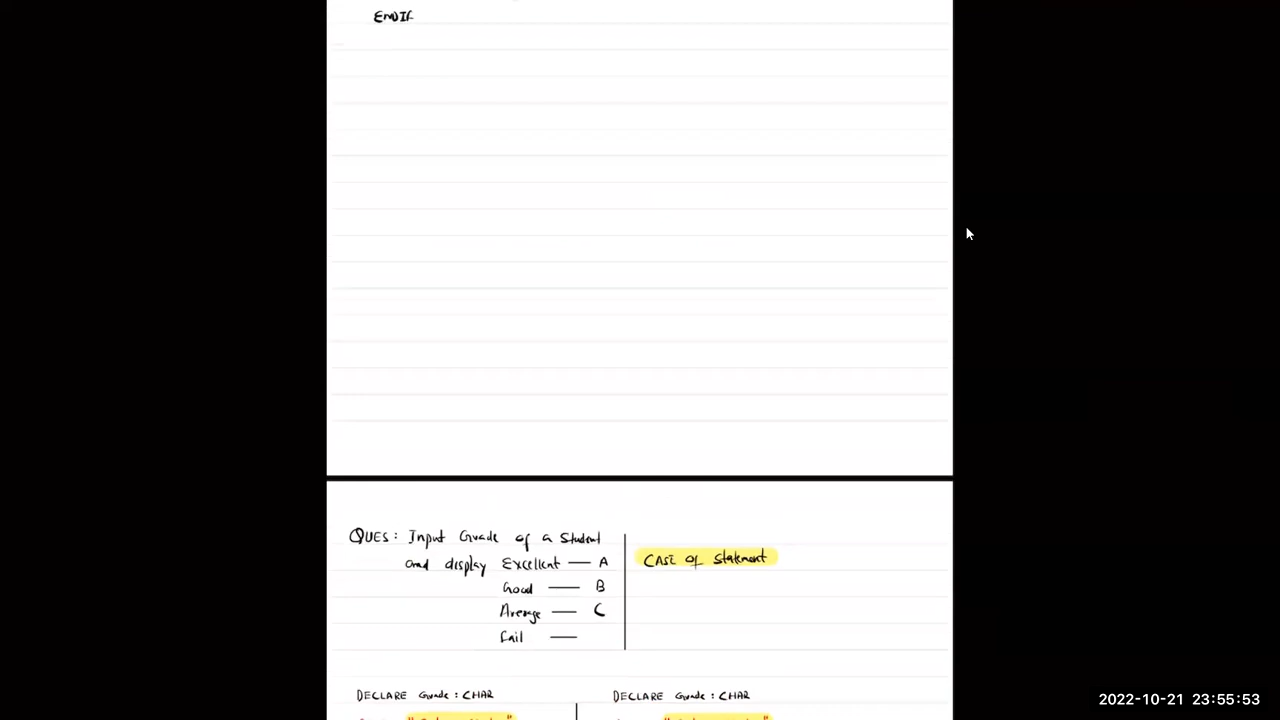 ENDIF
QUES: Input Grade of a Student
and display Excellent — A
Good — B
Average — C
Fail —
CASE of Statement
DECLARE Grade : CHAR
DECLARE Grade : CHAR
2022-10-21 23:55:53